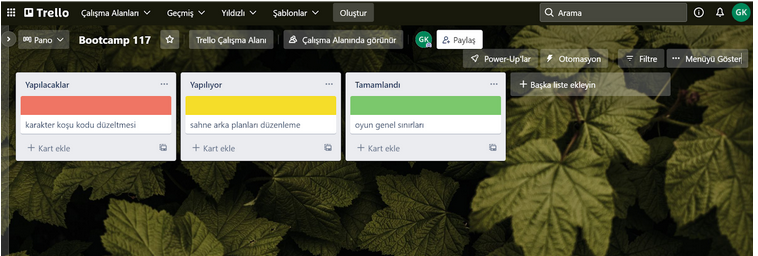 Trello Çalışma Alanları Geçmiş Yıldızlı Şablonlar Oluştur Arama GK
Pano Bootcamp 117 Trello Çalışma Alanı Çalışma Alanında görünür GK Paylaş
Power-Up'lar Otomasyon Filtre Menüyü Göster
Yapılacaklar
karakter koşu kodu düzeltmesi
Kart ekle
Yapılıyor
sahne arka planları düzenleme
Kart ekle
Tamamlandı
oyun genel sınırları
Kart ekle
Başka liste ekleyin